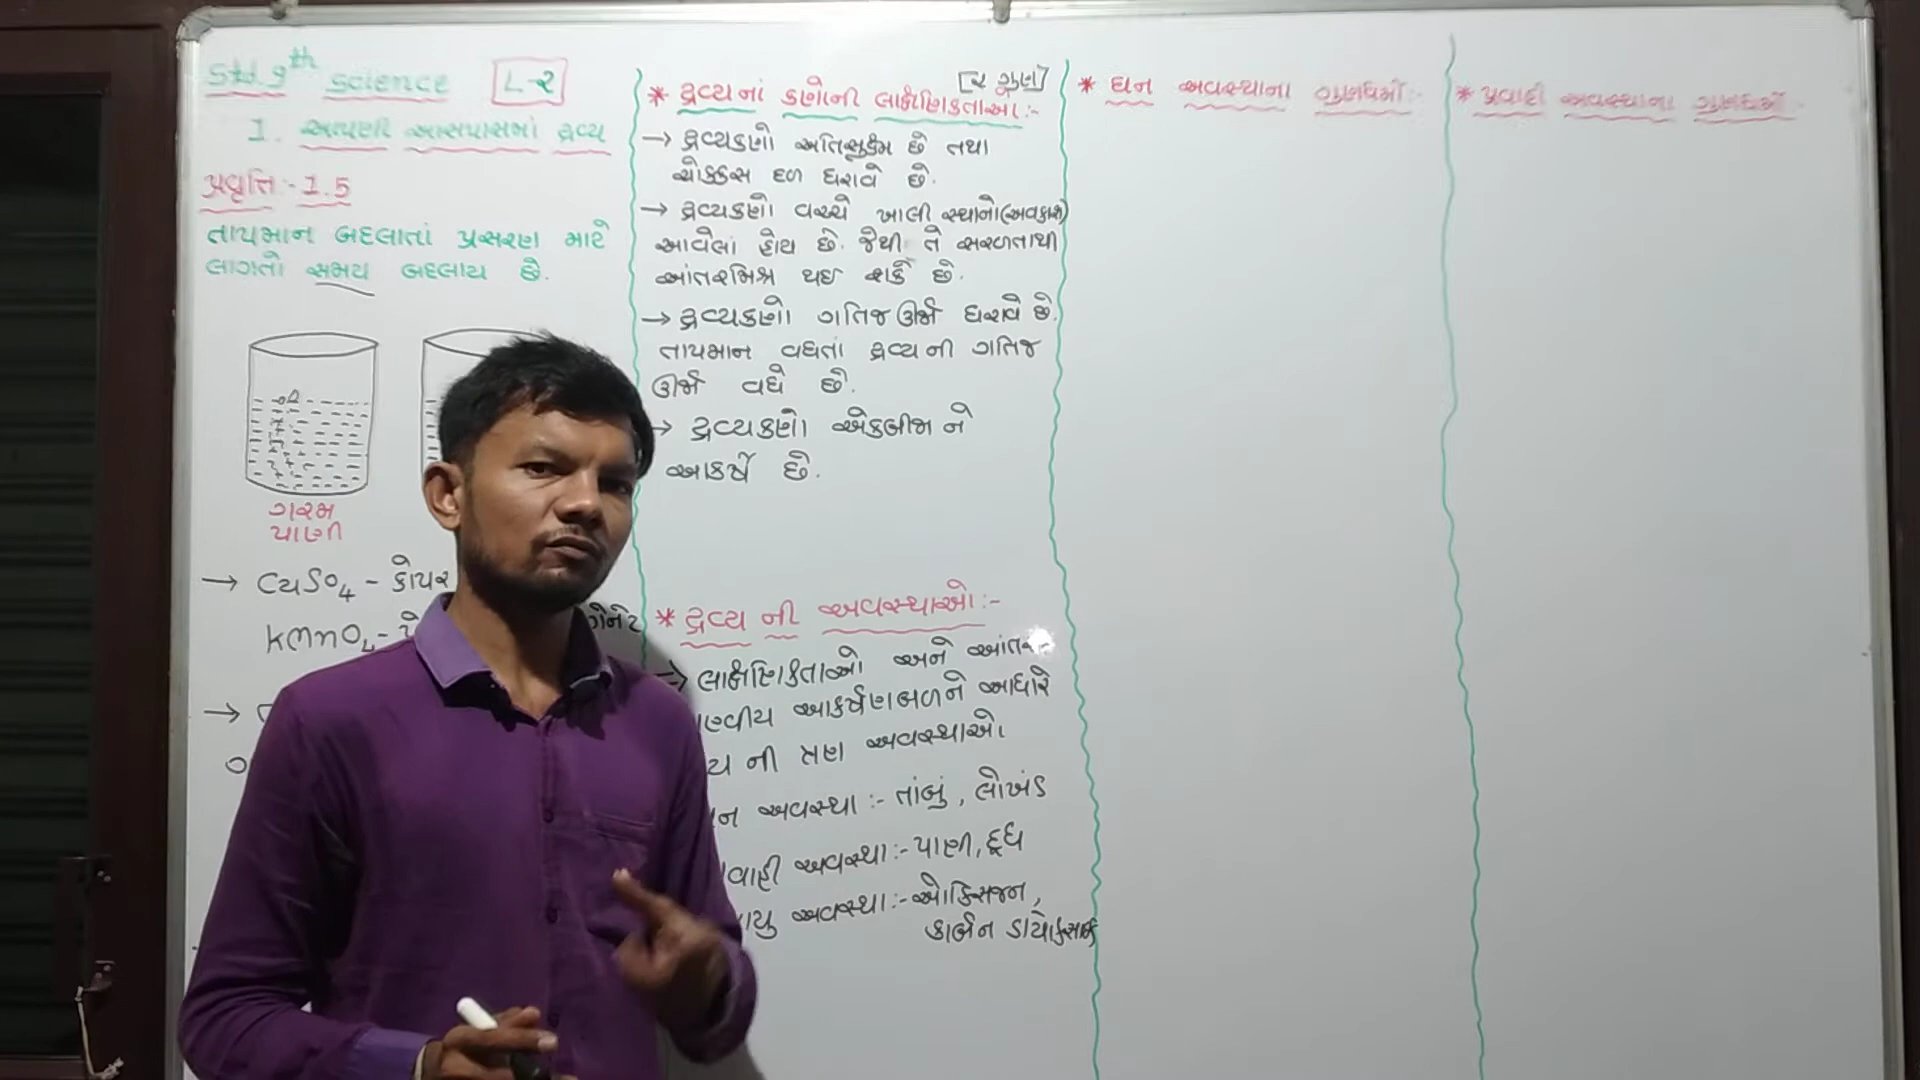 Std. 9th Science L-2
1. આપણી આસપાસમાં દ્રવ્ય
પ્રવૃત્તિ :- 1.5
તાપમાન બદલાતાં પ્રસરણ માટે
લાગતો સમય બદલાય છે.
ગરમ
પાણી
→ CuSO4 - કોપર
KMnO4 -
→
* દ્રવ્યનાં કણોની લાક્ષણિકતાઓ :-
[૨ ગુણ]
→ દ્રવ્યકણો અતિસૂક્ષ્મ છે તથા
ચોક્કસ દળ ધરાવે છે.
→ દ્રવ્યકણો વચ્ચે ખાલી સ્થાનો(અવકાશ)
આવેલાં હોય છે. જેથી તે સરળતાથી
આંતરમિશ્ર થઇ શકે છે.
→ દ્રવ્યકણો ગતિજ ઊર્જા ધરાવે છે.
તાપમાન વધતાં દ્રવ્ય ની ગતિજ
ઊર્જા વધે છે.
→ દ્રવ્યકણો એકબીજા ને
આકર્ષે છે.
* દ્રવ્ય ની અવસ્થાઓ :-
→ લાક્ષણિકતાઓ અને આંતર-
ણ્વીય આકર્ષણબળને આધારે
ય ની ત્રણ અવસ્થાઓ
ન અવસ્થા :- તાંબું, લોખંડ
વાહી અવસ્થા :- પાણી, દૂધ
યુ અવસ્થા :- ઓક્સિજન,
કાર્બન ડાયોક્સાઈડ
* ઘન અવસ્થાના ગુણધર્મો :-
* પ્રવાહી અવસ્થાના ગુણધર્મો :-